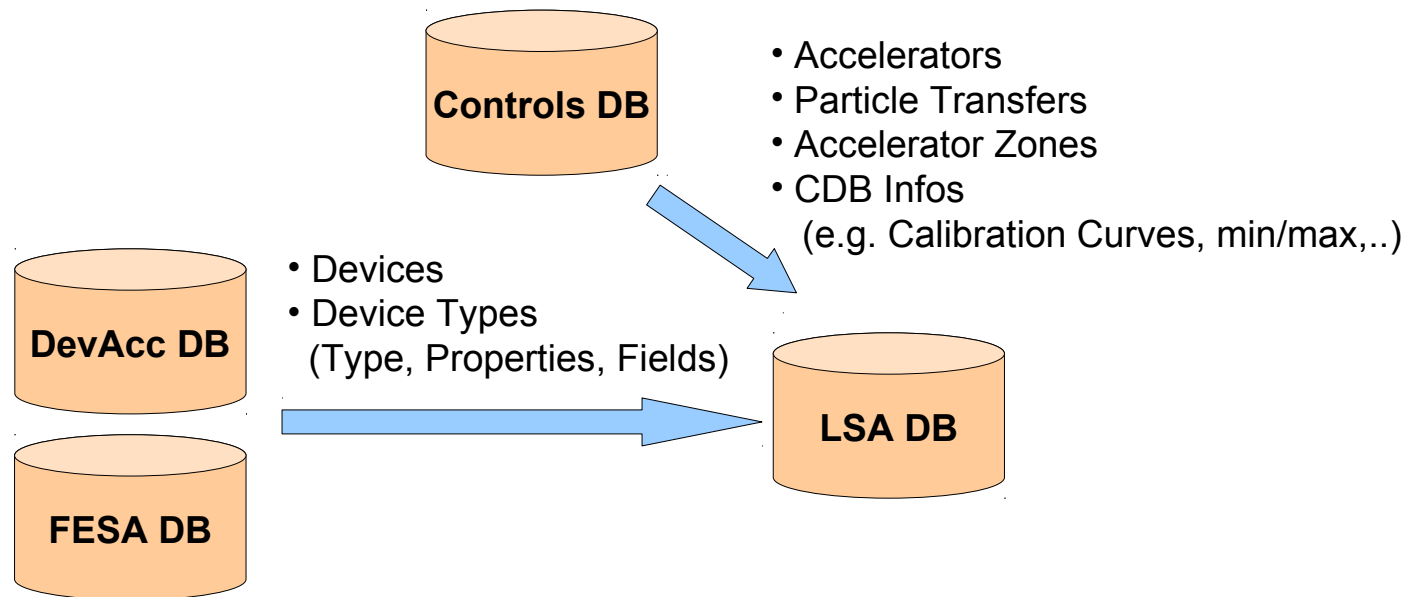 Controls DB
• Accelerators
• Particle Transfers
• Accelerator Zones
• CDB Infos
(e.g. Calibration Curves, min/max,..)
DevAcc DB
• Devices
• Device Types
(Type, Properties, Fields)
LSA DB
FESA DB